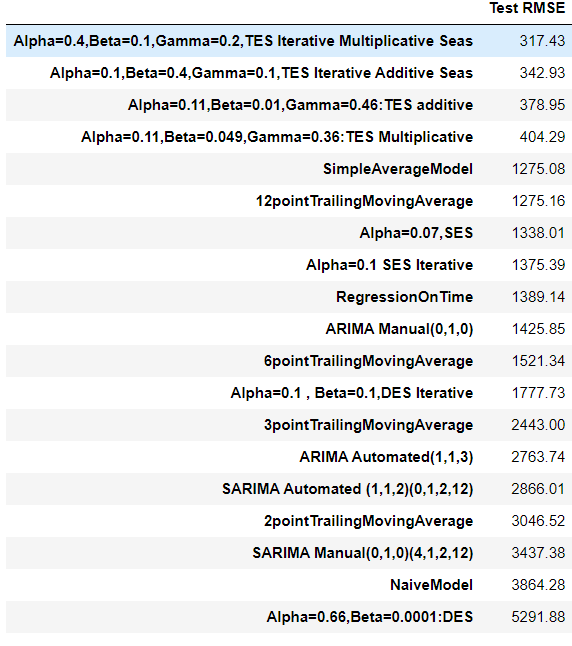 Test RMSE
Alpha=0.4,Beta=0.1,Gamma=0.2,TES Iterative Multiplicative Seas 317.43
Alpha=0.1,Beta=0.4,Gamma=0.1,TES Iterative Additive Seas 342.93
Alpha=0.11,Beta=0.01,Gamma=0.46:TES additive 378.95
Alpha=0.11,Beta=0.049,Gamma=0.36:TES Multiplicative 404.29
SimpleAverageModel 1275.08
12pointTrailingMovingAverage 1275.16
Alpha=0.07,SES 1338.01
Alpha=0.1 SES Iterative 1375.39
RegressionOnTime 1389.14
ARIMA Manual(0,1,0) 1425.85
6pointTrailingMovingAverage 1521.34
Alpha=0.1 , Beta=0.1,DES Iterative 1777.73
3pointTrailingMovingAverage 2443.00
ARIMA Automated(1,1,3) 2763.74
SARIMA Automated (1,1,2)(0,1,2,12) 2866.01
2pointTrailingMovingAverage 3046.52
SARIMA Manual(0,1,0)(4,1,2,12) 3437.38
NaiveModel 3864.28
Alpha=0.66,Beta=0.0001:DES 5291.88